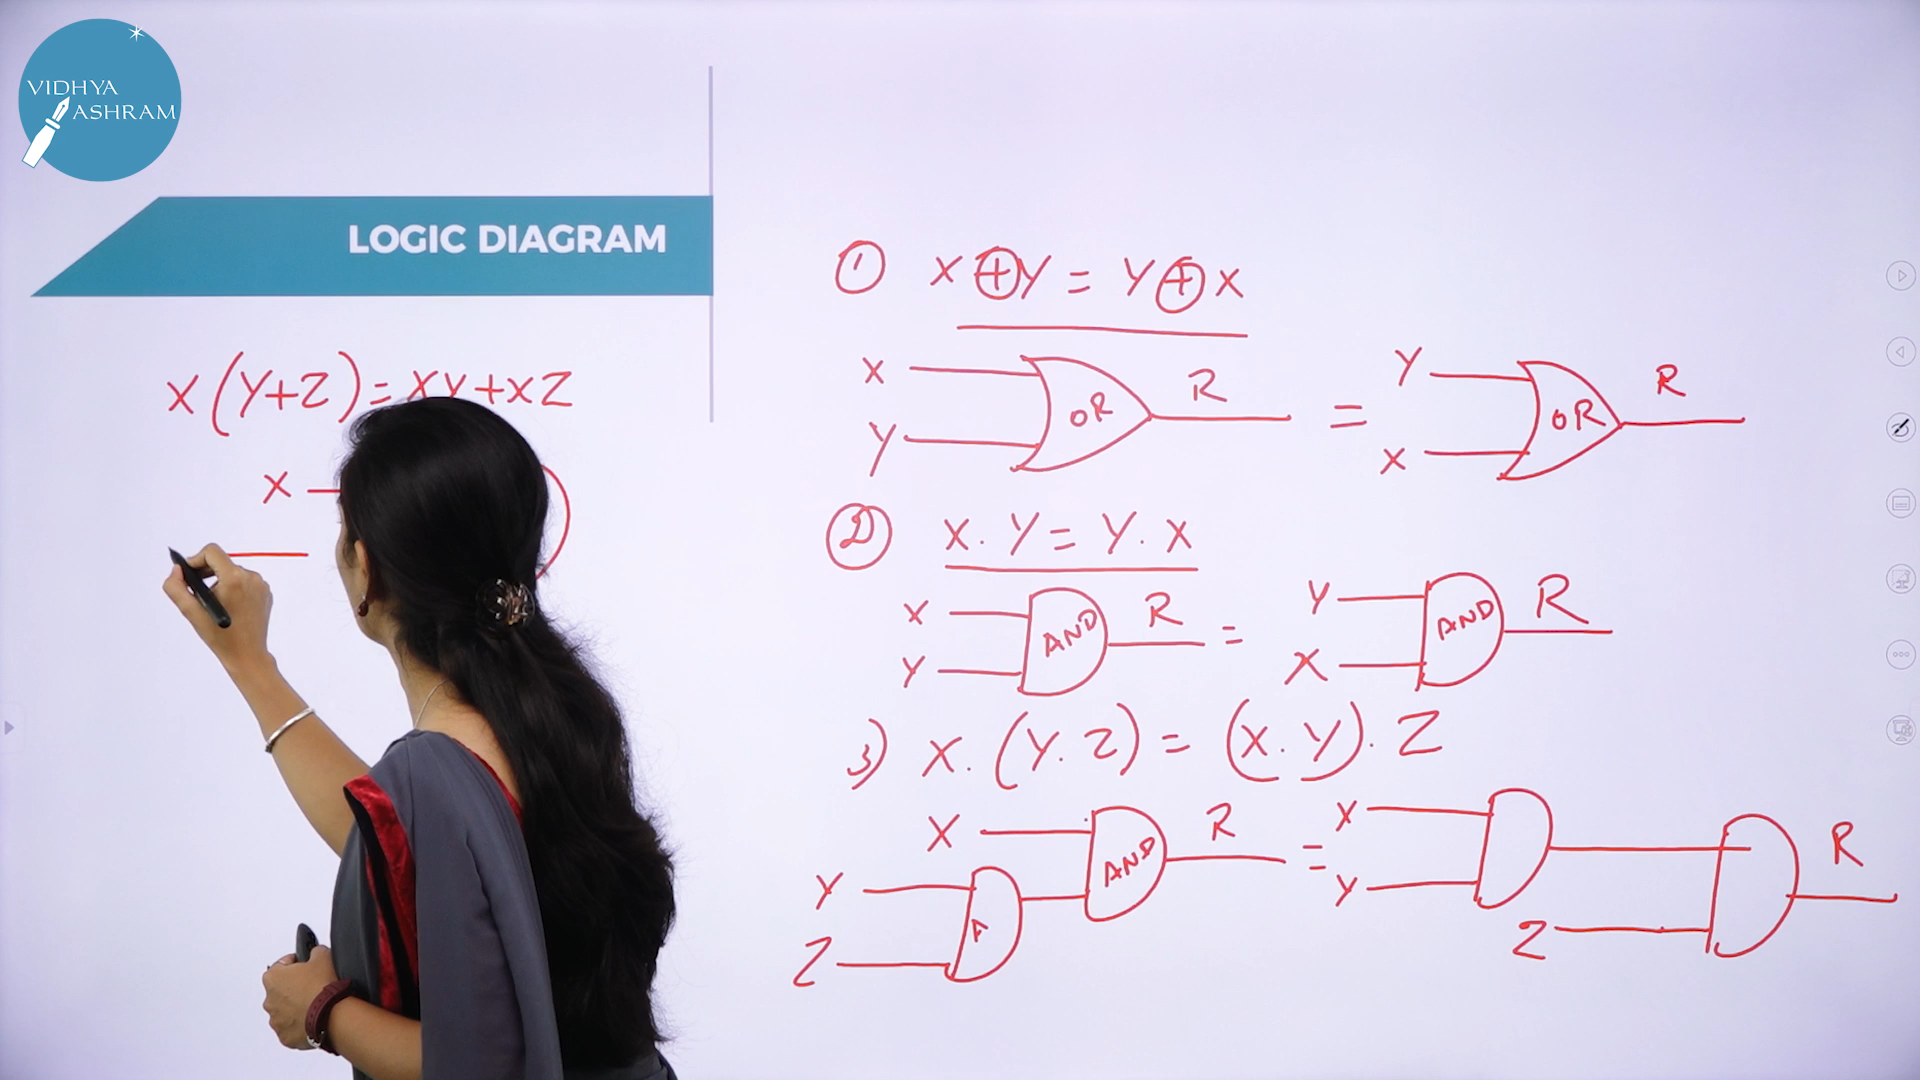 VIDHYA
ASHRAM
LOGIC DIAGRAM
X(Y+Z)=XY+XZ
X
① X⊕Y = Y⊕X
X
Y
OR
R
=
Y
X
OR
R
② X.Y = Y.X
X
Y
AND
R
=
Y
X
AND
R
3) X.(Y.Z) = (X.Y).Z
X
Y
Z
A
AND
R
=
X
Y
Z
R